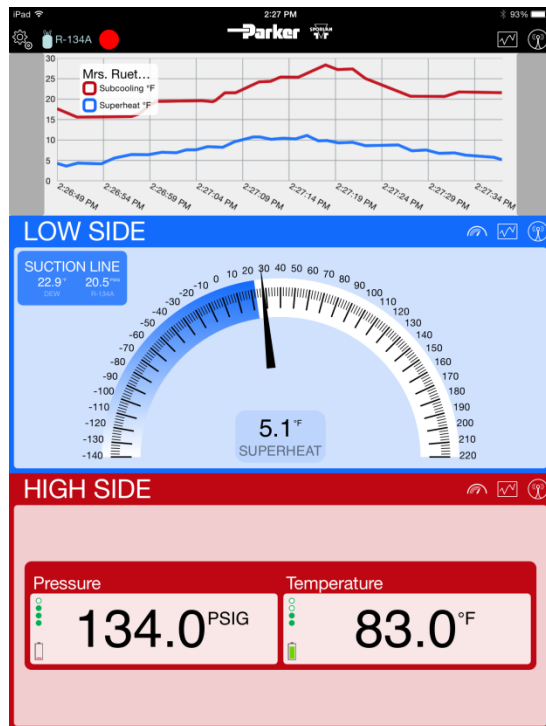 iPad 2:27 PM 93%
R-134A Parker SPORLAN
Mrs. Ruet...
Subcooling °F
Superheat °F
30
25
20
15
10
5
0
2:26:49 PM 2:26:54 PM 2:26:59 PM 2:27:04 PM 2:27:09 PM 2:27:14 PM 2:27:19 PM 2:27:24 PM 2:27:29 PM 2:27:34 PM
LOW SIDE
SUCTION LINE
22.9° 20.5 PSIG
DEW R-134A
-140 -130 -120 -110 -100 -90 -80 -70 -60 -50 -40 -30 -20 -10 0 10 20 30 40 50 60 70 80 90 100 110 120 130 140 150 160 170 180 190 200 210 220
5.1°F
SUPERHEAT
HIGH SIDE
Pressure Temperature
134.0 PSIG 83.0 °F